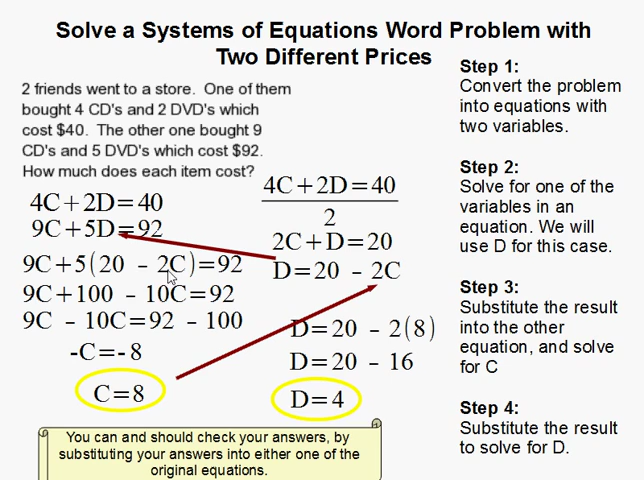 Solve a Systems of Equations Word Problem with
Two Different Prices
2 friends went to a store. One of them
bought 4 CD's and 2 DVD's which
cost $40. The other one bought 9
CD's and 5 DVD's which cost $92.
How much does each item cost?
4C+2D=40
9C+5D=92
9C+5(20 - 2C)=92
9C+100 - 10C=92
9C - 10C=92 - 100
-C=-8
C=8
4C+2D=40
2
2C+D=20
D=20 - 2C
D=20 - 2(8)
D=20 - 16
D=4
Step 1:
Convert the problem
into equations with
two variables.
Step 2:
Solve for one of the
variables in an
equation. We will
use D for this case.
Step 3:
Substitute the result
into the other
equation, and solve
for C
Step 4:
Substitute the result
to solve for D.
You can and should check your answers, by
substituting your answers into either one of the
original equations.